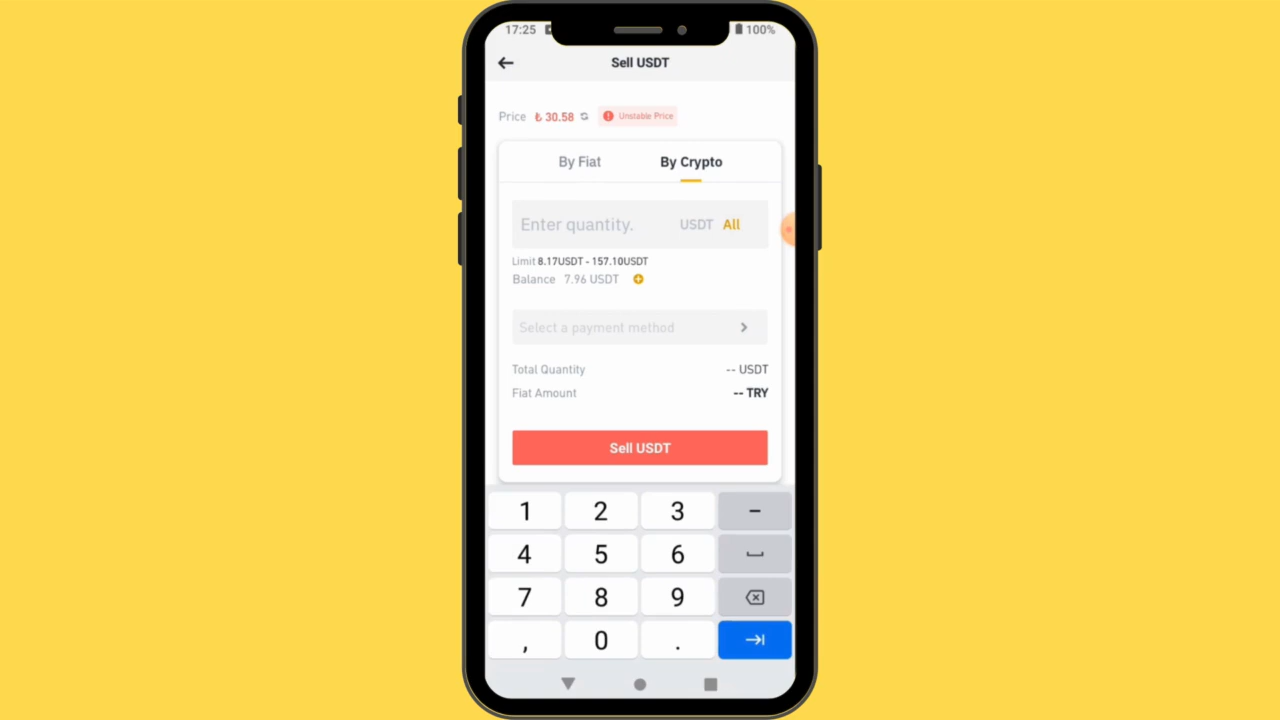 17:25 100%
Sell USDT
Price ₺ 30.58 Unstable Price
By Fiat By Crypto
Enter quantity. USDT All
Limit 8.17USDT - 157.10USDT
Balance 7.96 USDT
Select a payment method
Total Quantity -- USDT
Fiat Amount -- TRY
Sell USDT
1 2 3 -
4 5 6
7 8 9
, 0 .